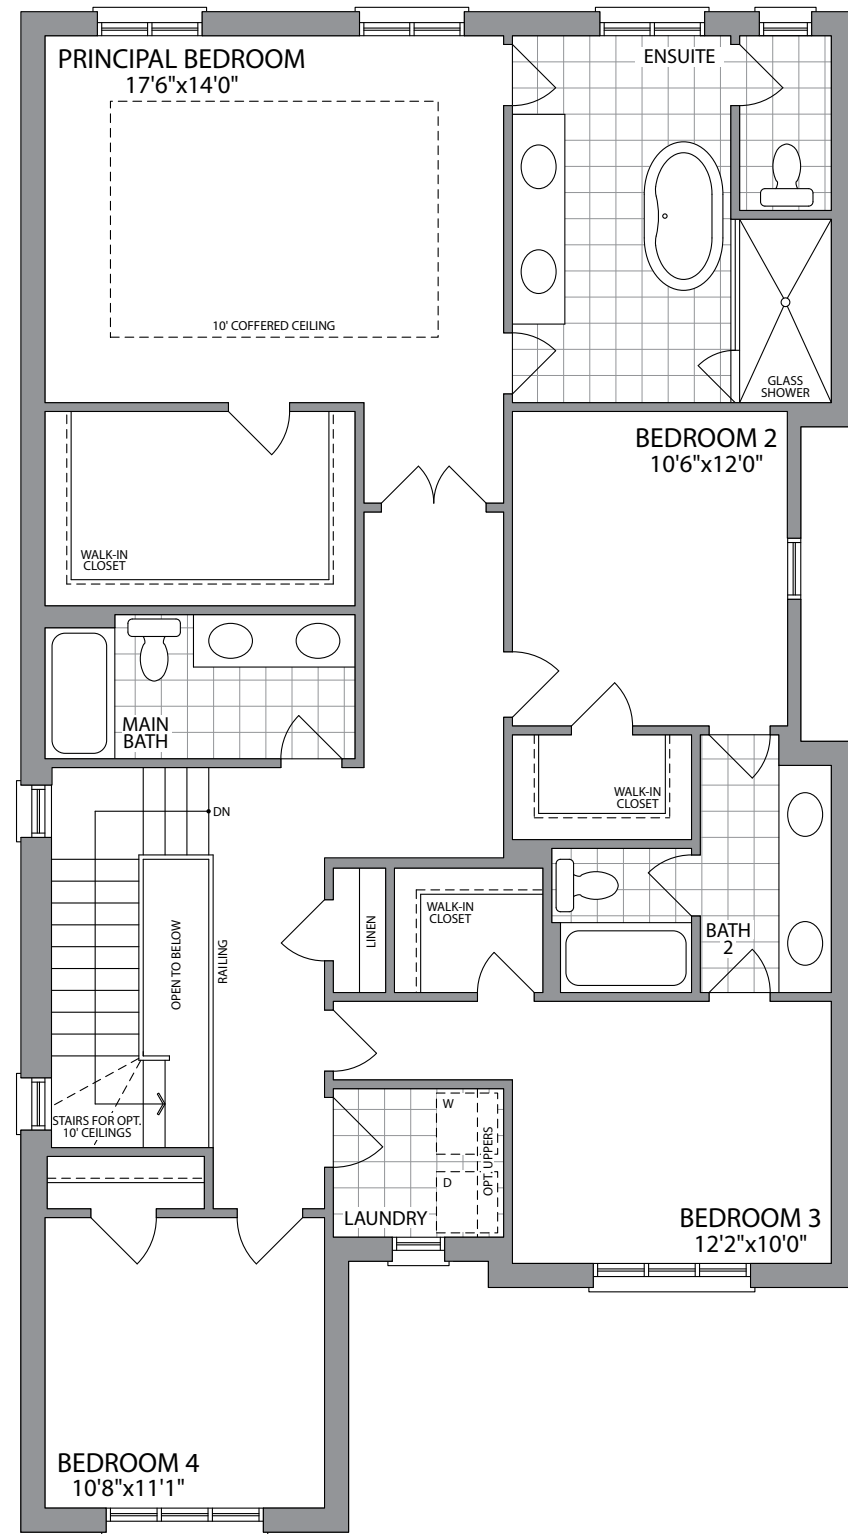 PRINCIPAL BEDROOM
17'6"x14'0"
ENSUITE
10' COFFERED CEILING
GLASS
SHOWER
BEDROOM 2
10'6"x12'0"
WALK-IN
CLOSET
MAIN
BATH
WALK-IN
CLOSET
DN
WALK-IN
CLOSET
LINEN
BATH
2
OPEN TO BELOW
RAILING
STAIRS FOR OPT.
10' CEILINGS
W
D
OPT. UPPERS
LAUNDRY
BEDROOM 3
12'2"x10'0"
BEDROOM 4
10'8"x11'1"